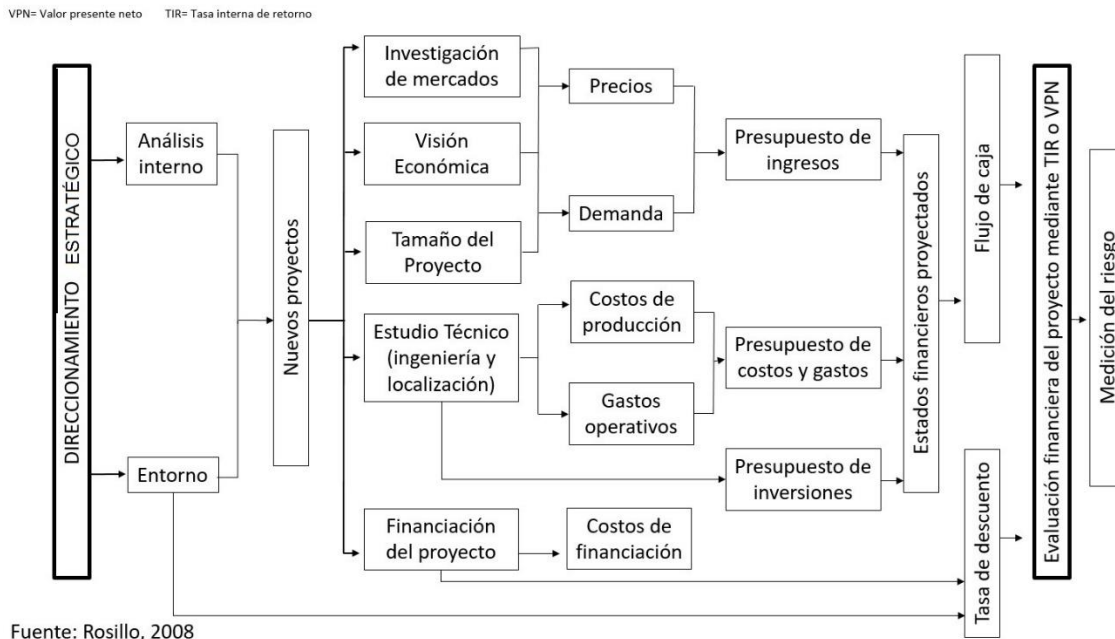 VPN= Valor presente neto TIR= Tasa interna de retorno
DIRECCIONAMIENTO ESTRATÉGICO
Análisis
interno
Entorno
Nuevos proyectos
Investigación
de mercados
Visión
Económica
Tamaño del
Proyecto
Estudio Técnico
(ingeniería y
localización)
Financiación
del proyecto
Precios
Demanda
Costos de
producción
Gastos
operativos
Costos de
financiación
Presupuesto de
ingresos
Presupuesto de
costos y gastos
Presupuesto de
inversiones
Estados financieros proyectados
Flujo de caja
Tasa de descuento
Evaluación financiera del proyecto mediante TIR o VPN
Medición del riesgo
Fuente: Rosillo, 2008